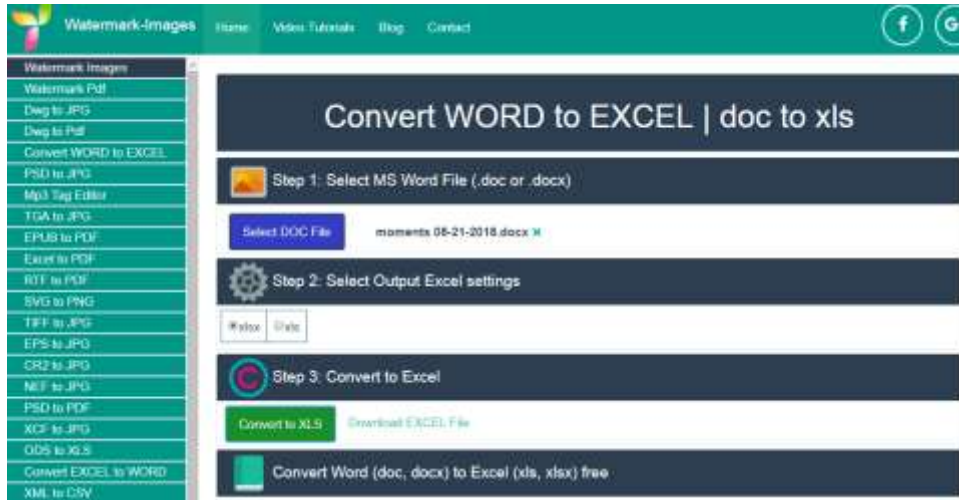 Watermark-Images
Home Video Tutorials Blog Contact
Watermark Images
Watermark Pdf
Dwg to JPG
Dwg to Pdf
Convert WORD to EXCEL
PSD to JPG
Mp3 Tag Editor
TGA to JPG
EPUB to PDF
Excel to PDF
RTF to PDF
SVG to PNG
TIFF to JPG
EPS to JPG
CR2 to JPG
NEF to JPG
PSD to PDF
XCF to JPG
ODS to XLS
Convert EXCEL to WORD
XML to CSV
Convert WORD to EXCEL | doc to xls
Step 1: Select MS Word File (.doc or .docx)
Select DOC File moments 08-21-2018.docx ×
Step 2: Select Output Excel settings
xlsx xls
Step 3: Convert to Excel
Convert to XLS Download EXCEL File
Convert Word (doc, docx) to Excel (xls, xlsx) free